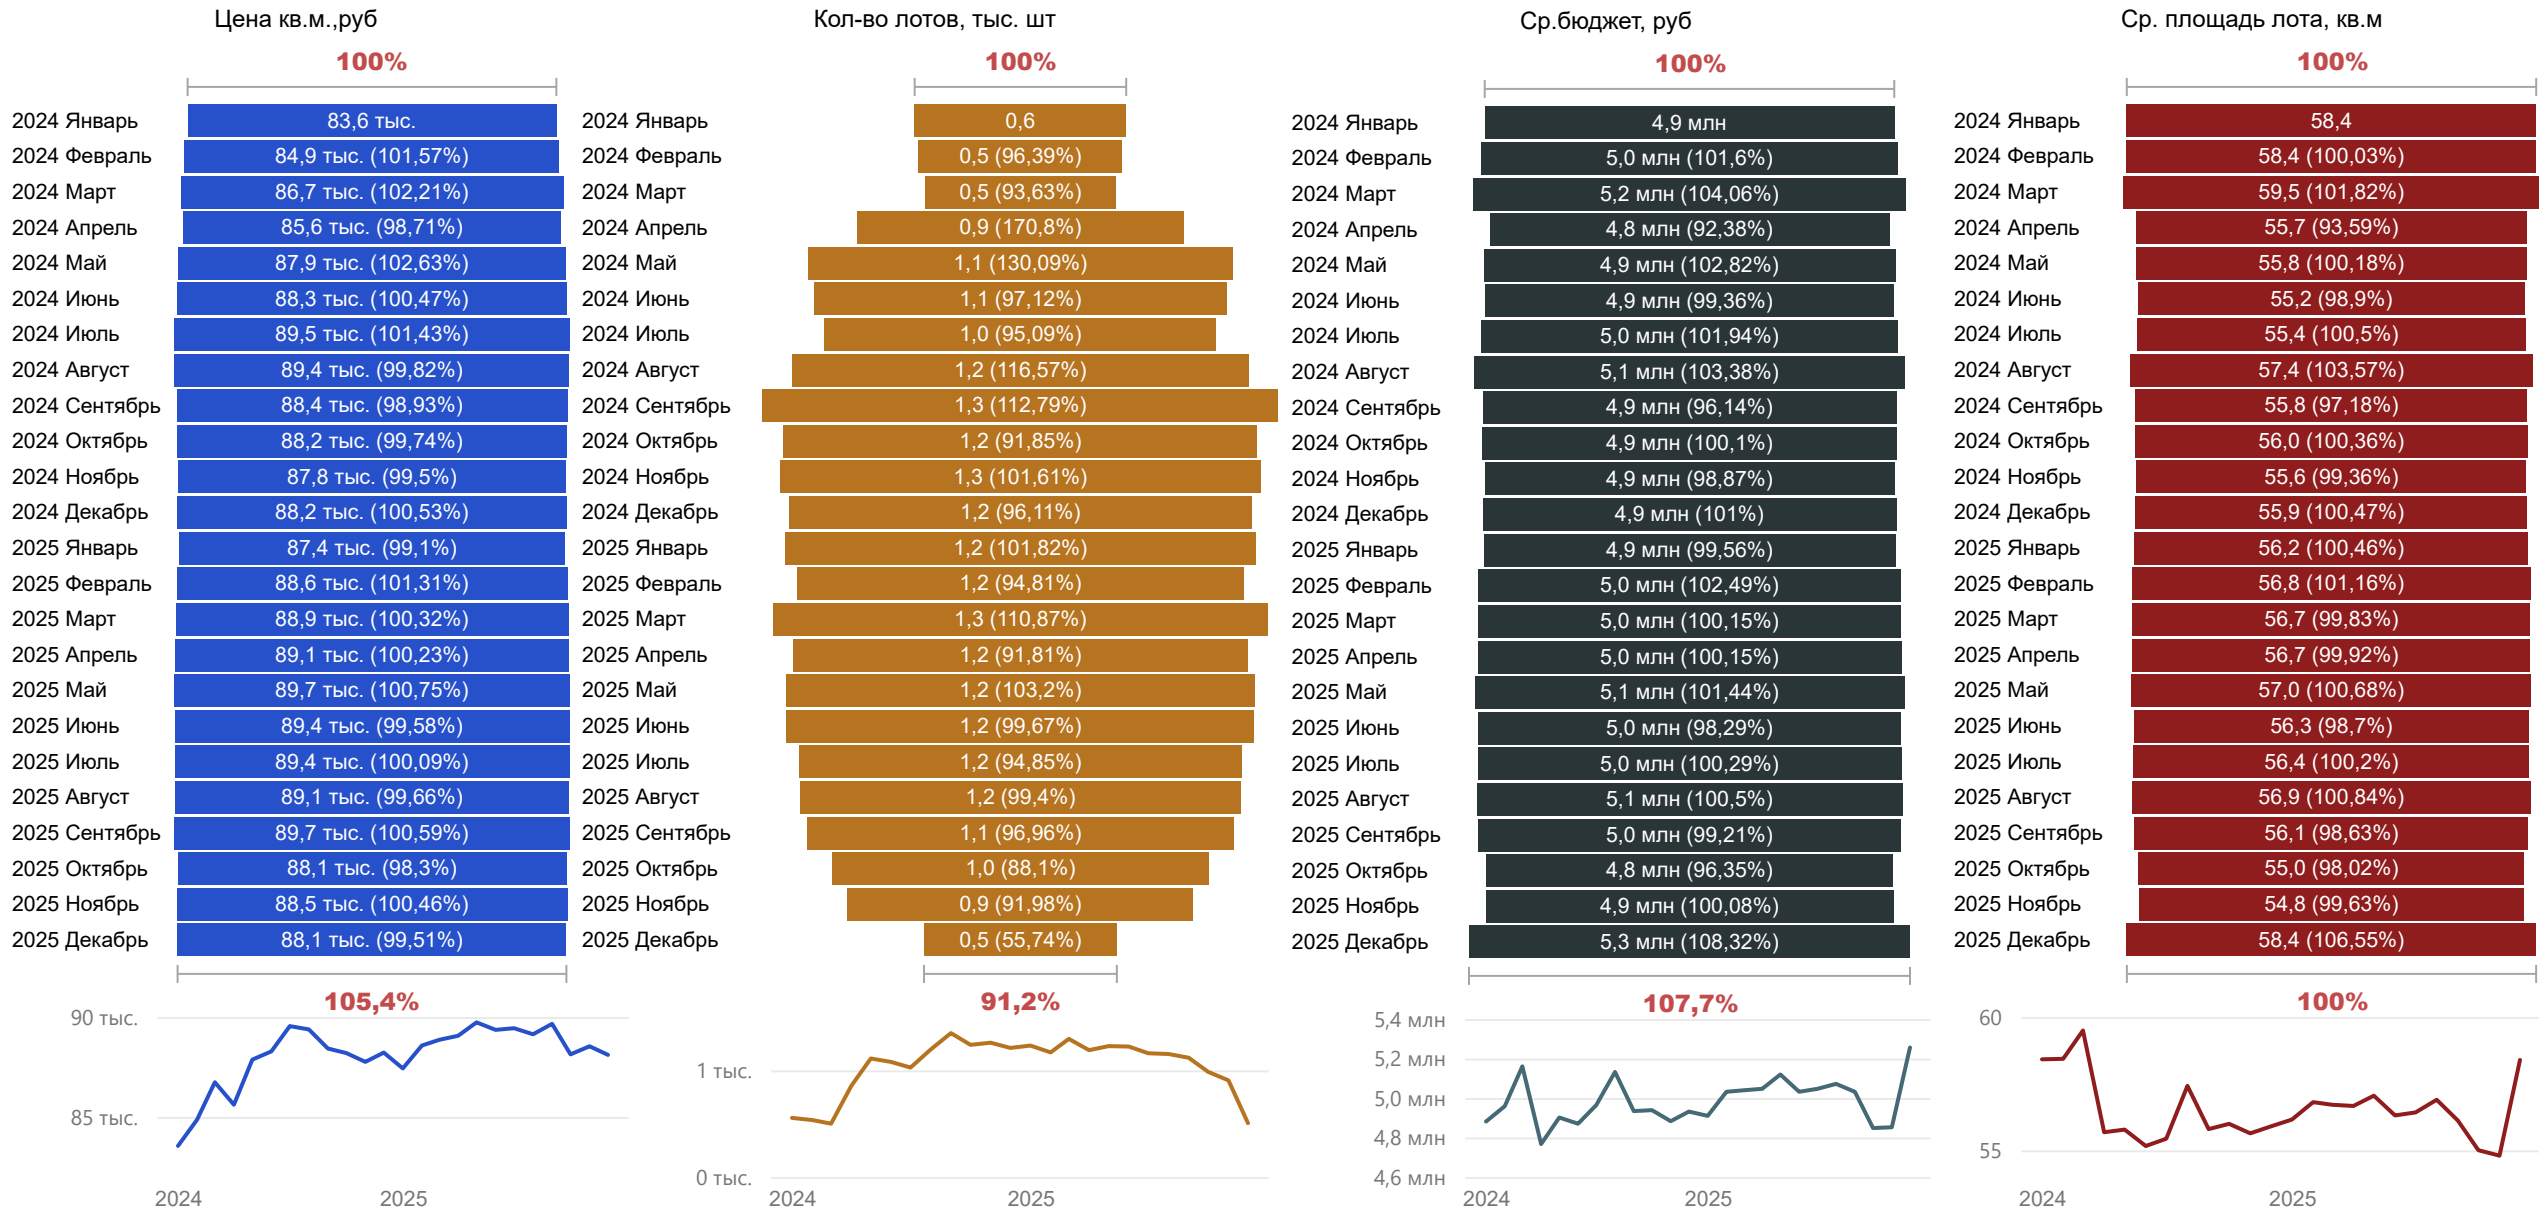 Цена кв.м.,руб
100%
2024 Январь 83,6 тыс.
2024 Февраль 84,9 тыс. (101,57%)
2024 Март 86,7 тыс. (102,21%)
2024 Апрель 85,6 тыс. (98,71%)
2024 Май 87,9 тыс. (102,63%)
2024 Июнь 88,3 тыс. (100,47%)
2024 Июль 89,5 тыс. (101,43%)
2024 Август 89,4 тыс. (99,82%)
2024 Сентябрь 88,4 тыс. (98,93%)
2024 Октябрь 88,2 тыс. (99,74%)
2024 Ноябрь 87,8 тыс. (99,5%)
2024 Декабрь 88,2 тыс. (100,53%)
2025 Январь 87,4 тыс. (99,1%)
2025 Февраль 88,6 тыс. (101,31%)
2025 Март 88,9 тыс. (100,32%)
2025 Апрель 89,1 тыс. (100,23%)
2025 Май 89,7 тыс. (100,75%)
2025 Июнь 89,4 тыс. (99,58%)
2025 Июль 89,4 тыс. (100,09%)
2025 Август 89,1 тыс. (99,66%)
2025 Сентябрь 89,7 тыс. (100,59%)
2025 Октябрь 88,1 тыс. (98,3%)
2025 Ноябрь 88,5 тыс. (100,46%)
2025 Декабрь 88,1 тыс. (99,51%)
105,4%
90 тыс.
85 тыс.
2024 2025
Кол-во лотов, тыс. шт
100%
2024 Январь 0,6
2024 Февраль 0,5 (96,39%)
2024 Март 0,5 (93,63%)
2024 Апрель 0,9 (170,8%)
2024 Май 1,1 (130,09%)
2024 Июнь 1,1 (97,12%)
2024 Июль 1,0 (95,09%)
2024 Август 1,2 (116,57%)
2024 Сентябрь 1,3 (112,79%)
2024 Октябрь 1,2 (91,85%)
2024 Ноябрь 1,3 (101,61%)
2024 Декабрь 1,2 (96,11%)
2025 Январь 1,2 (101,82%)
2025 Февраль 1,2 (94,81%)
2025 Март 1,3 (110,87%)
2025 Апрель 1,2 (91,81%)
2025 Май 1,2 (103,2%)
2025 Июнь 1,2 (99,67%)
2025 Июль 1,2 (94,85%)
2025 Август 1,2 (99,4%)
2025 Сентябрь 1,1 (96,96%)
2025 Октябрь 1,0 (88,1%)
2025 Ноябрь 0,9 (91,98%)
2025 Декабрь 0,5 (55,74%)
91,2%
1 тыс.
0 тыс.
2024 2025
Ср.бюджет, руб
100%
2024 Январь 4,9 млн
2024 Февраль 5,0 млн (101,6%)
2024 Март 5,2 млн (104,06%)
2024 Апрель 4,8 млн (92,38%)
2024 Май 4,9 млн (102,82%)
2024 Июнь 4,9 млн (99,36%)
2024 Июль 5,0 млн (101,94%)
2024 Август 5,1 млн (103,38%)
2024 Сентябрь 4,9 млн (96,14%)
2024 Октябрь 4,9 млн (100,1%)
2024 Ноябрь 4,9 млн (98,87%)
2024 Декабрь 4,9 млн (101%)
2025 Январь 4,9 млн (99,56%)
2025 Февраль 5,0 млн (102,49%)
2025 Март 5,0 млн (100,15%)
2025 Апрель 5,0 млн (100,15%)
2025 Май 5,1 млн (101,44%)
2025 Июнь 5,0 млн (98,29%)
2025 Июль 5,0 млн (100,29%)
2025 Август 5,1 млн (100,5%)
2025 Сентябрь 5,0 млн (99,21%)
2025 Октябрь 4,8 млн (96,35%)
2025 Ноябрь 4,9 млн (100,08%)
2025 Декабрь 5,3 млн (108,32%)
107,7%
5,4 млн
5,2 млн
5,0 млн
4,8 млн
4,6 млн
2024 2025
Ср. площадь лота, кв.м
100%
2024 Январь 58,4
2024 Февраль 58,4 (100,03%)
2024 Март 59,5 (101,82%)
2024 Апрель 55,7 (93,59%)
2024 Май 55,8 (100,18%)
2024 Июнь 55,2 (98,9%)
2024 Июль 55,4 (100,5%)
2024 Август 57,4 (103,57%)
2024 Сентябрь 55,8 (97,18%)
2024 Октябрь 56,0 (100,36%)
2024 Ноябрь 55,6 (99,36%)
2024 Декабрь 55,9 (100,47%)
2025 Январь 56,2 (100,46%)
2025 Февраль 56,8 (101,16%)
2025 Март 56,7 (99,83%)
2025 Апрель 56,7 (99,92%)
2025 Май 57,0 (100,68%)
2025 Июнь 56,3 (98,7%)
2025 Июль 56,4 (100,2%)
2025 Август 56,9 (100,84%)
2025 Сентябрь 56,1 (98,63%)
2025 Октябрь 55,0 (98,02%)
2025 Ноябрь 54,8 (99,63%)
2025 Декабрь 58,4 (106,55%)
100%
60
55
2024 2025